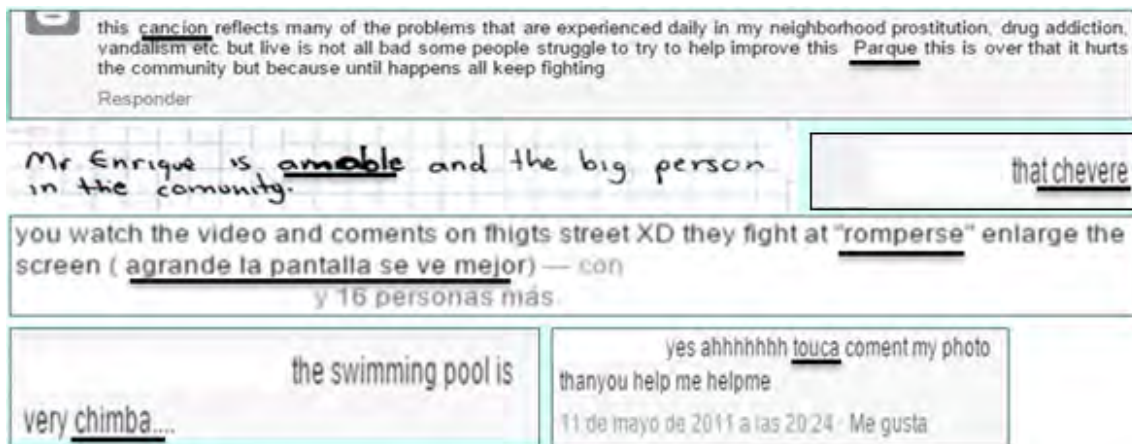 this cancion reflects many of the problems that are experienced daily in my neighborhood prostitution, drug addiction,
vandalism etc but live is not all bad some people struggle to try to help improve this Parque this is over that it hurts
the community but because until happens all keep fighting
Responder
Mr Enrique is amable and the big person
in the comunity.
that chevere
you watch the video and coments on fhigts street XD they fight at "romperse" enlarge the
screen ( agrande la pantalla se ve mejor) — con
y 16 personas más.
the swimming pool is
very chimba....
yes ahhhhhhh touca coment my photo
thanyou help me helpme
11 de mayo de 2011 a las 20:24 · Me gusta